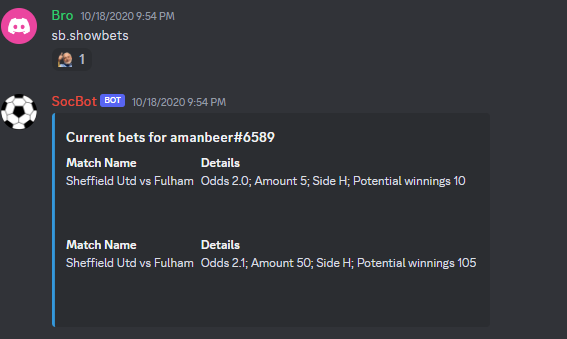 Bro 10/18/2020 9:54 PM
sb.showbets
1
SocBot BOT 10/18/2020 9:54 PM
Current bets for amanbeer#6589
Match Name Details
Sheffield Utd vs Fulham Odds 2.0; Amount 5; Side H; Potential winnings 10
Match Name Details
Sheffield Utd vs Fulham Odds 2.1; Amount 50; Side H; Potential winnings 105